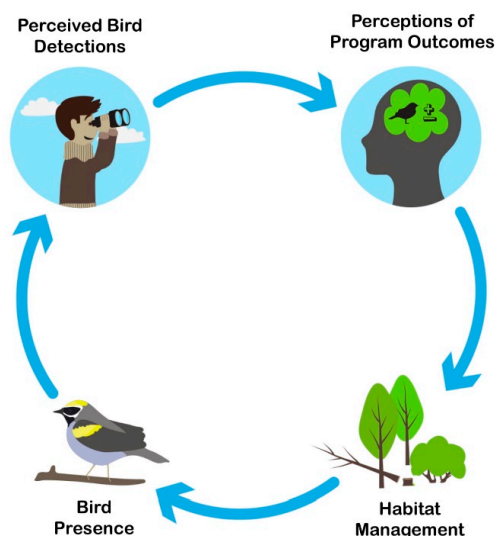 Perceived Bird
Detections
Perceptions of
Program Outcomes
Bird
Presence
Habitat
Management